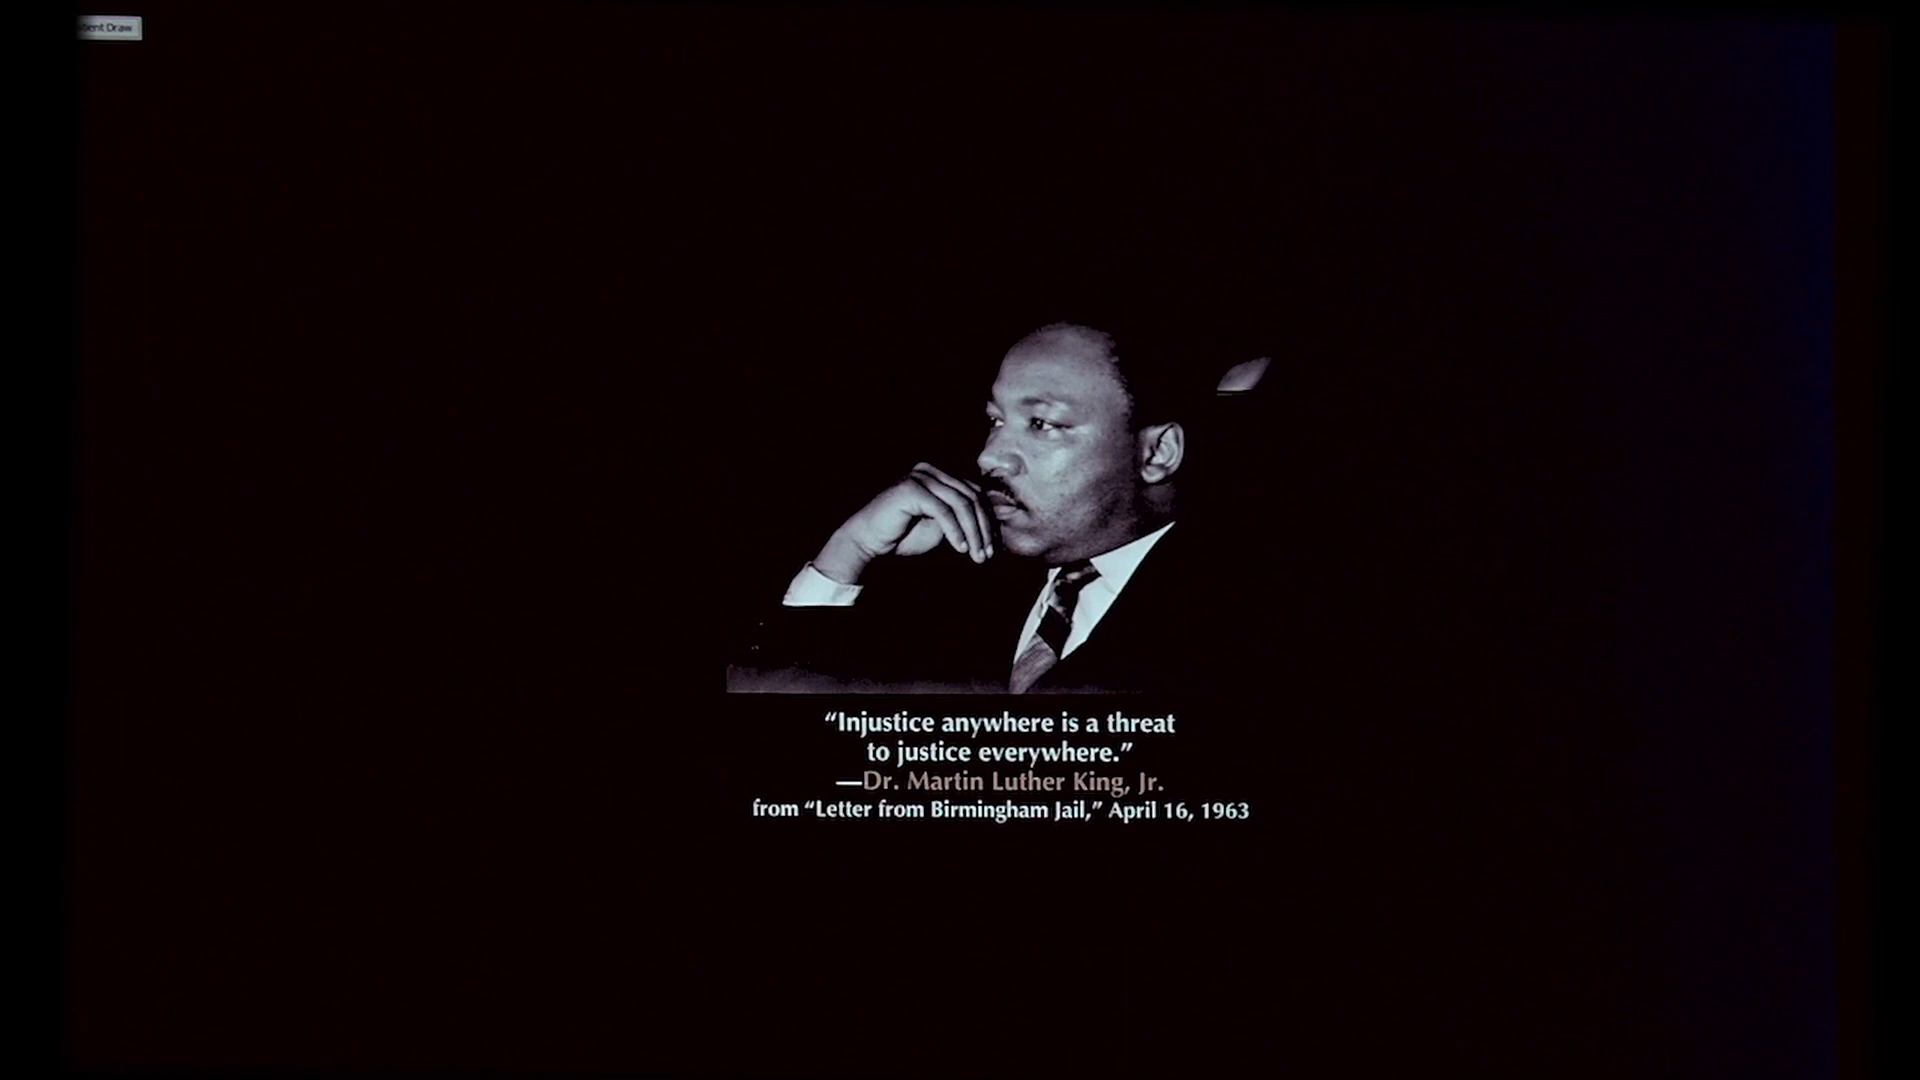 Draw
“Injustice anywhere is a threat
to justice everywhere.”
—Dr. Martin Luther King, Jr.
from “Letter from Birmingham Jail,” April 16, 1963